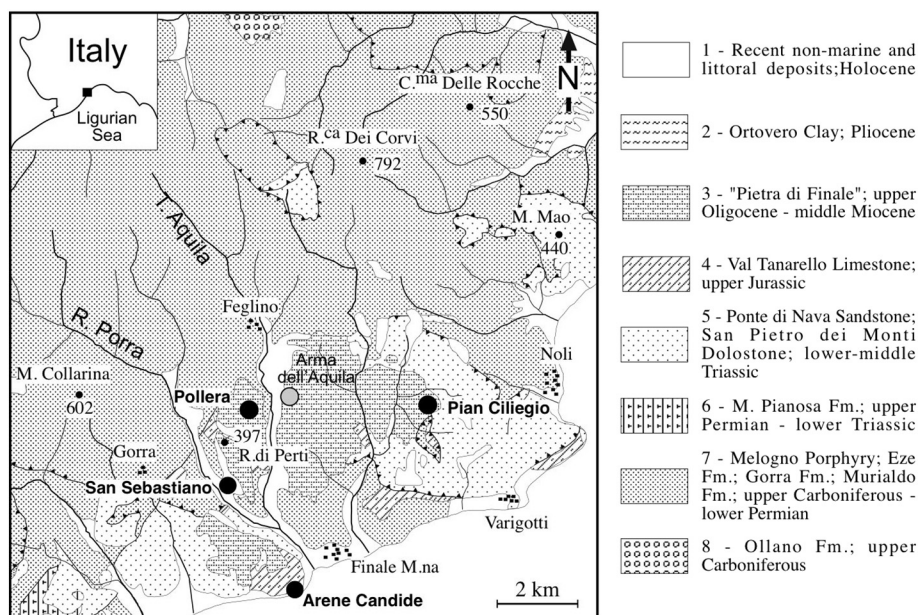 Italy
Ligurian
Sea
N
C.ma Delle Rocche
550
R.ca Dei Corvi
792
M. Mao
440
T. Aquila
R. Porra
Feglino
Noli
Arma
dell'Aquila
M. Collarina
602
Pollera
Pian Ciliegio
397
R.di Perti
Gorra
San Sebastiano
Varigotti
Finale M.na
Arene Candide
2 km
1 - Recent non-marine and
littoral deposits;Holocene
2 - Ortovero Clay; Pliocene
3 - "Pietra di Finale"; upper
Oligocene - middle Miocene
4 - Val Tanarello Limestone;
upper Jurassic
5 - Ponte di Nava Sandstone;
San Pietro dei Monti
Dolostone; lower-middle
Triassic
6 - M. Pianosa Fm.; upper
Permian - lower Triassic
7 - Melogno Porphyry; Eze
Fm.; Gorra Fm.; Murialdo
Fm.; upper Carboniferous -
lower Permian
8 - Ollano Fm.; upper
Carboniferous